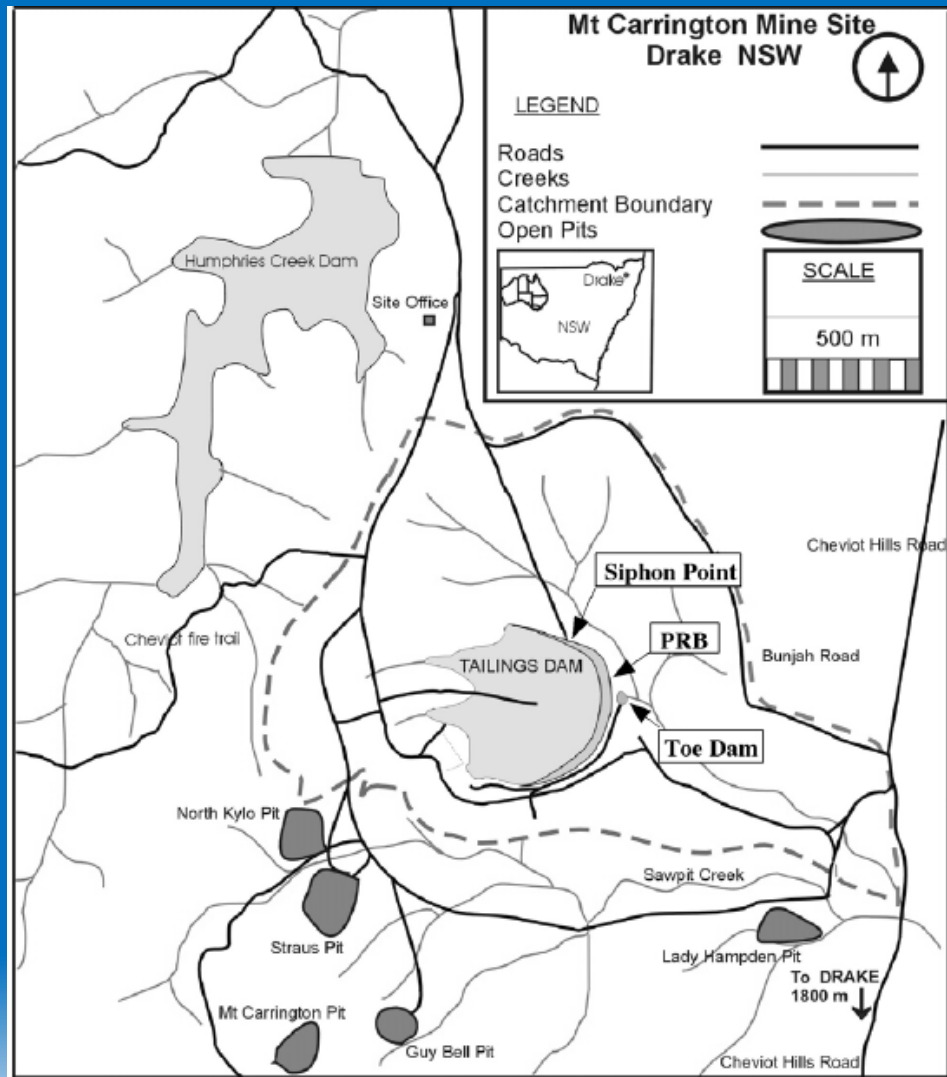 Mt Carrington Mine Site
Drake NSW
LEGEND
Roads
Creeks
Catchment Boundary
Open Pits
Drake
NSW
SCALE
500 m
Humphries Creek Dam
Site Office
Cheviot Hills Road
Siphon Point
Cheviot fire trail
PRB
Bunjah Road
TAILINGS DAM
Toe Dam
North Kylo Pit
Sawpit Creek
Straus Pit
Lady Hampden Pit
To DRAKE
1800 m
Mt Carrington Pit
Guy Bell Pit
Cheviot Hills Road